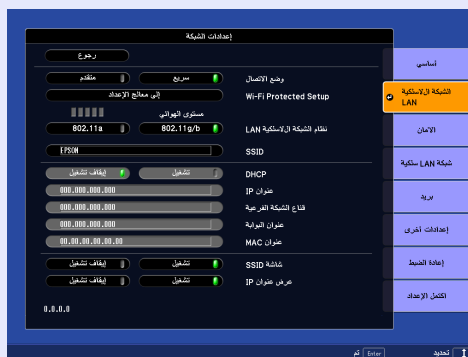 إعدادات الشبكة
رجوع
وضع الاتصال سريع متقدم
Wi-Fi Protected Setup إلى معالج الإعداد
مستوى الهوائي
نظام الشبكة اللاسلكية LAN 802.11g/b 802.11a
SSID EPSON
DHCP تشغيل إيقاف تشغيل
عنوان IP 000.000.000.000
قناع الشبكة الفرعية 000.000.000.000
عنوان البوابة 000.000.000.000
عنوان MAC 00.00.00.00.00.00
شاشة SSID تشغيل إيقاف تشغيل
عرض عنوان IP تشغيل إيقاف تشغيل
0.0.0.0
أساسي
الشبكة اللاسلكية
LAN
الأمان
شبكة LAN سلكية
بريد
إعدادات أخرى
إعادة الضبط
اكتمل الإعداد
تحديد Enter تم